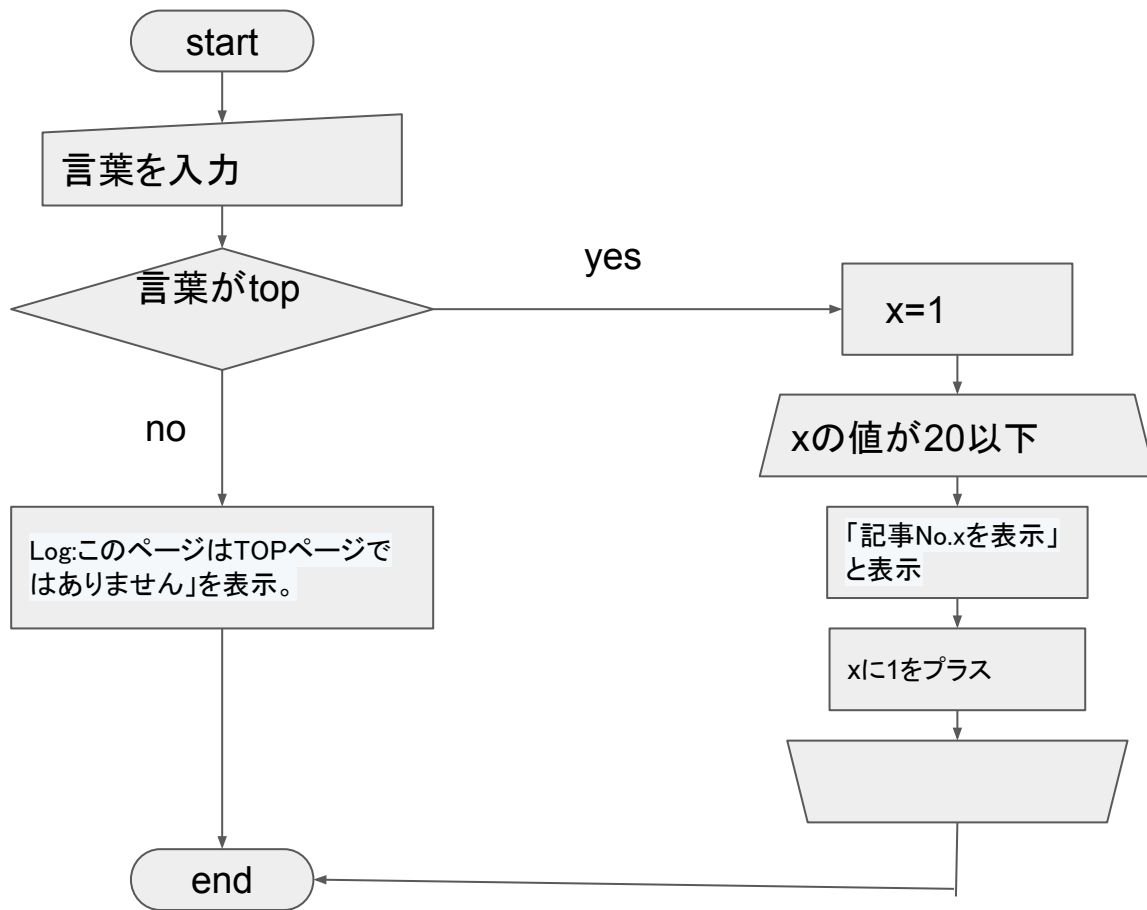 start
言葉を入力
言葉がtop
yes
x=1
no
xの値が20以下
Log:このページはTOPページで
はありません」を表示。
「記事No.xを表示」
と表示
xに1をプラス
end